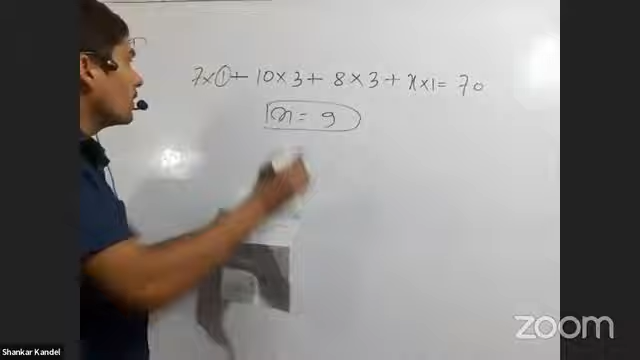 7×1+ 10×3+ 8×3+x×1= 70
x= 9
zoom
Shankar Kandel